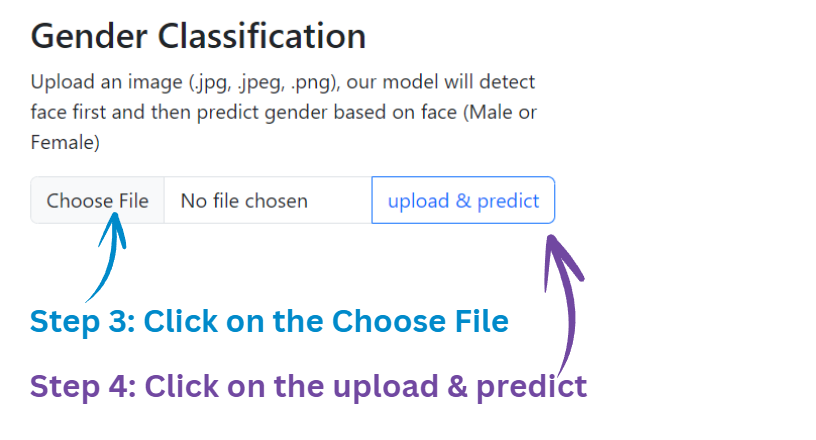 Gender Classification
Upload an image (.jpg, .jpeg, .png), our model will detect
face first and then predict gender based on face (Male or
Female)
Choose File No file chosen upload & predict
Step 3: Click on the Choose File
Step 4: Click on the upload & predict